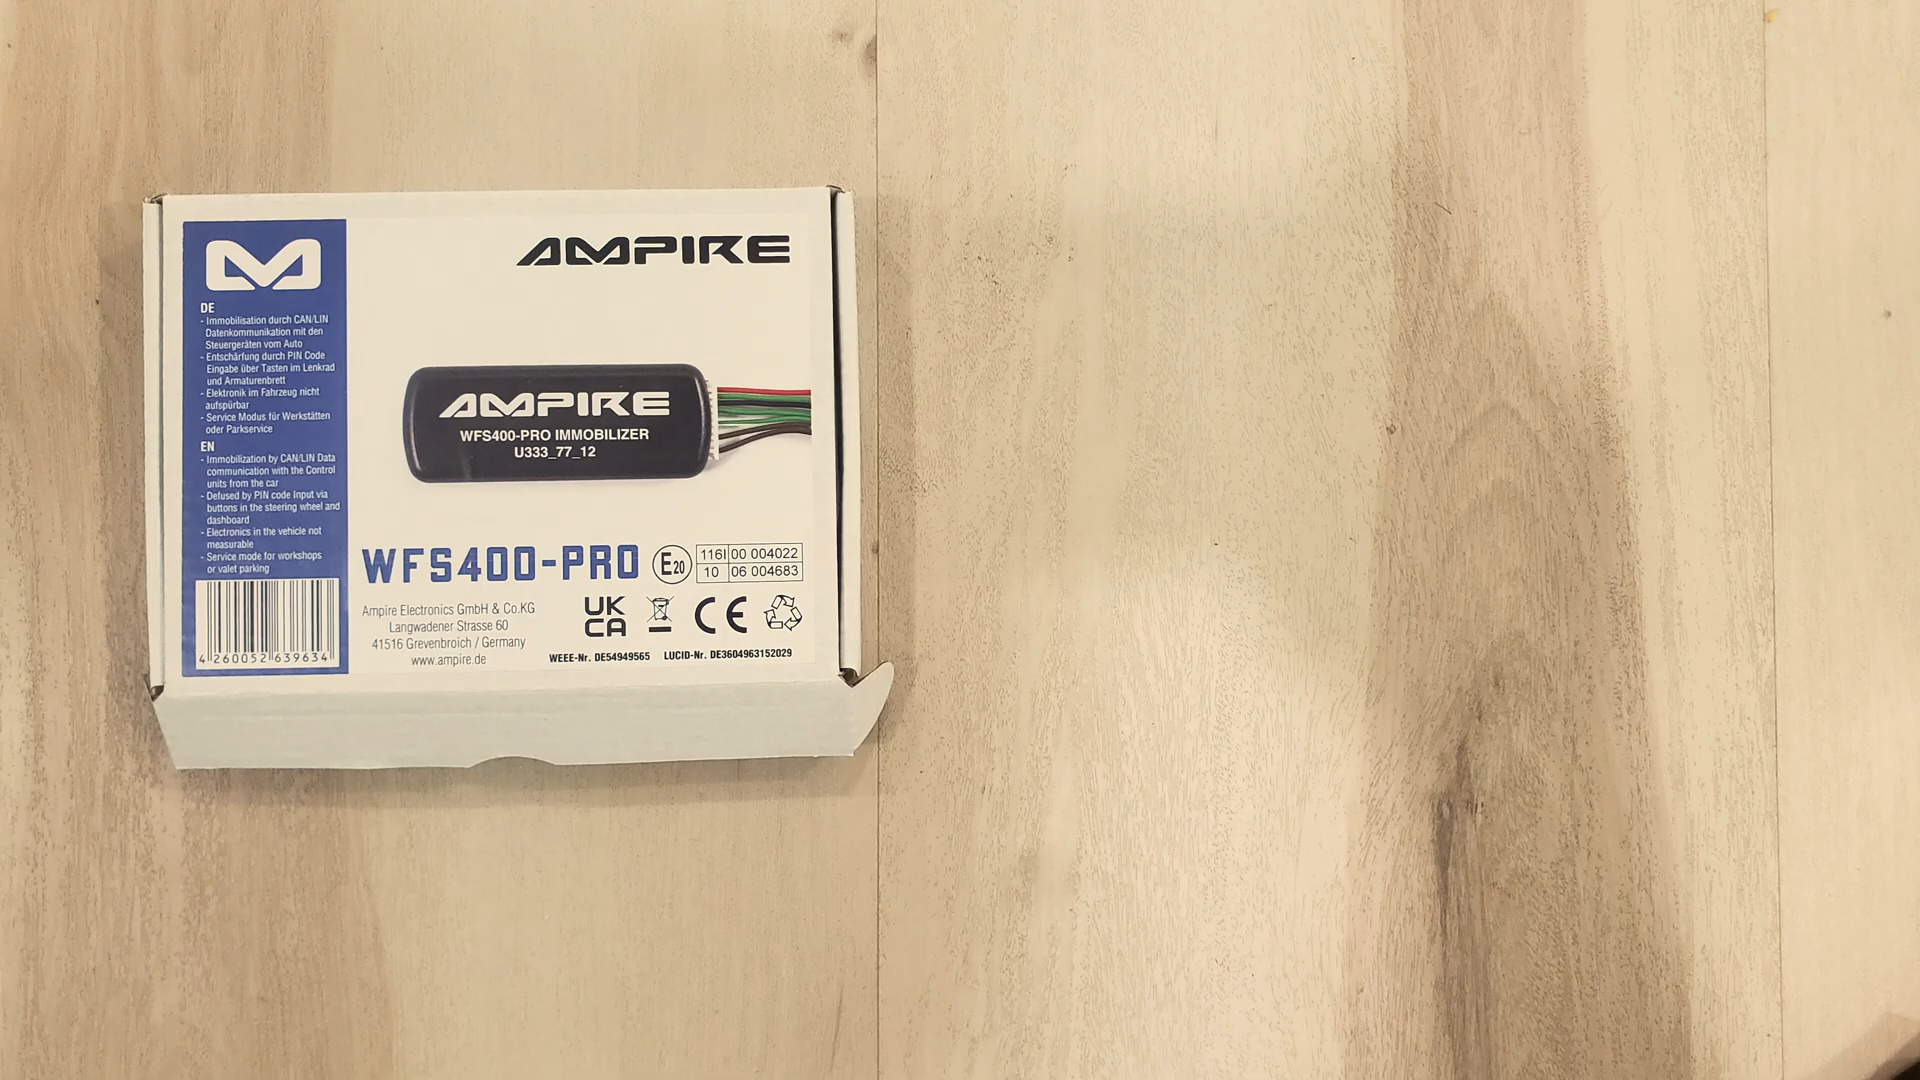 AMPIRE
DE
- Immobilisation durch CAN/LIN
Datenkommunikation mit den
Steuergeräten vom Auto
- Entschärfung durch PIN Code
Eingabe über Tasten im Lenkrad
und Armaturenbrett
- Elektronik im Fahrzeug nicht
aufspürbar
- Service Modus für Werkstätten
oder Parkservice
EN
- Immobilization by CAN/LIN Data
communication with the Control
units from the car
- Defused by PIN code Input via
buttons in the steering wheel and
dashboard
- Electronics in the vehicle not
measurable
- Service mode for workshops
or valet parking
4 260052 639634
AMPIRE
WFS400-PRO IMMOBILIZER
U333_77_12
WFS400-PRO
E20
116I 00 004022
10 06 004683
Ampire Electronics GmbH & Co.KG
Langwadener Strasse 60
41516 Grevenbroich / Germany
www.ampire.de
UK
CA
CE
WEEE-Nr. DE54949565 LUCID-Nr. DE3604963152029